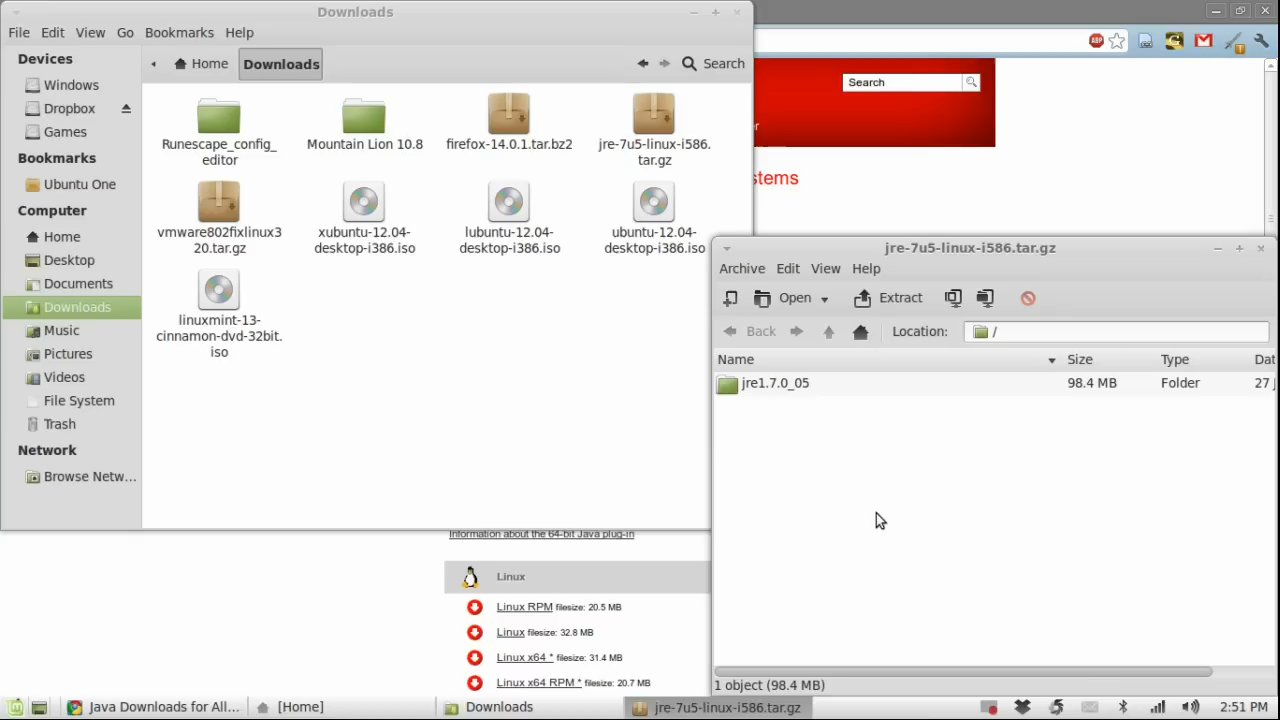 Downloads
File Edit View Go Bookmarks Help
Devices
Windows
Dropbox
Games
Bookmarks
Ubuntu One
Computer
Home
Desktop
Documents
Downloads
Music
Pictures
Videos
File System
Trash
Network
Browse Netw...
Home Downloads Search
Runescape_config_
editor
Mountain Lion 10.8
firefox-14.0.1.tar.bz2
jre-7u5-linux-i586.
tar.gz
vmware802fixlinux3
20.tar.gz
xubuntu-12.04-
desktop-i386.iso
lubuntu-12.04-
desktop-i386.iso
ubuntu-12.04-
desktop-i386.iso
linuxmint-13-
cinnamon-dvd-32bit.
iso
ABP
Search
er
stems
jre-7u5-linux-i586.tar.gz
Archive Edit View Help
Open Extract
Back Location: /
Name Size Type Dat
jre1.7.0_05 98.4 MB Folder 27 J
1 object (98.4 MB)
Information about the 64-bit Java plug-in
Linux
Linux RPM filesize: 20.5 MB
Linux filesize: 32.8 MB
Linux x64 * filesize: 31.4 MB
Linux x64 RPM * filesize: 20.7 MB
Java Downloads for All... [Home] Downloads jre-7u5-linux-i586.tar.gz 2:51 PM